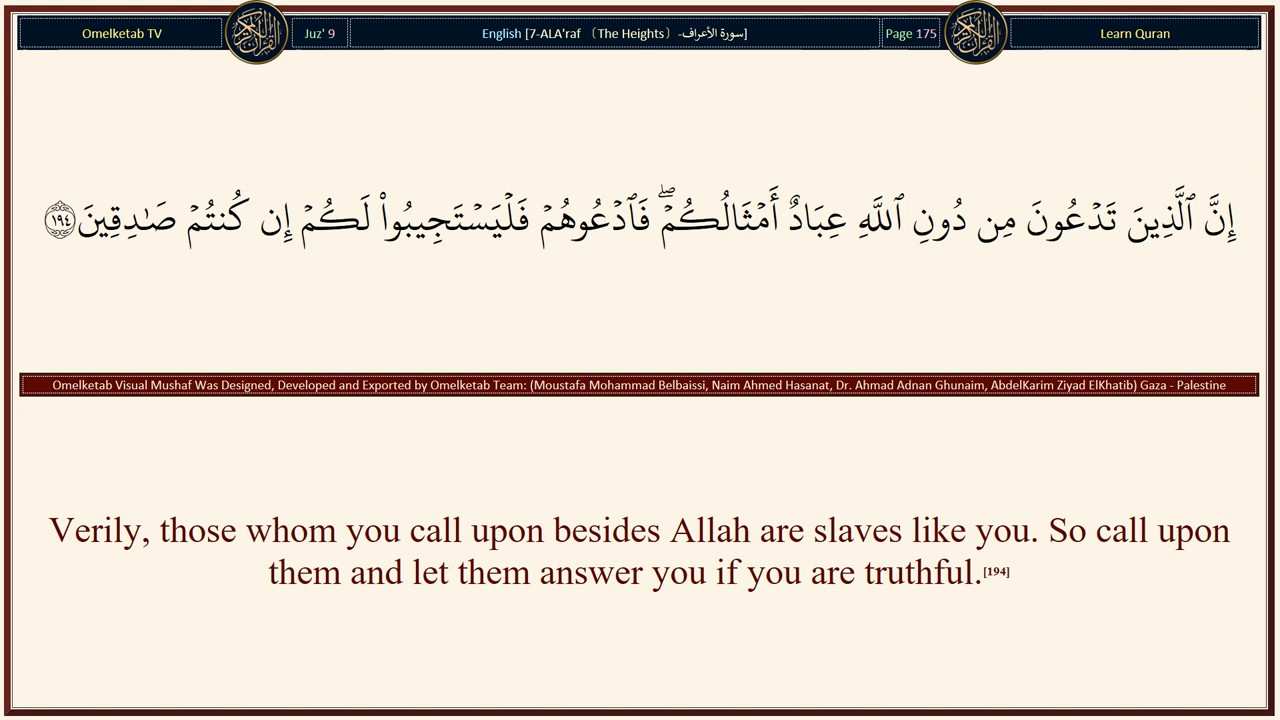 Omelketab TV
Juz' 9
English [7-ALA'raf （The Heights）-سورة الأعراف]
Page 175
Learn Quran
إِنَّ ٱلَّذِينَ تَدۡعُونَ مِن دُونِ ٱللَّهِ عِبَادٌ أَمۡثَالُكُمۡۖ فَٱدۡعُوهُمۡ فَلۡيَسۡتَجِيبُواْ لَكُمۡ إِن كُنتُمۡ صَٰدِقِينَ ١٩٤
Omelketab Visual Mushaf Was Designed, Developed and Exported by Omelketab Team: (Moustafa Mohammad Belbaissi, Naim Ahmed Hasanat, Dr. Ahmad Adnan Ghunaim, AbdelKarim Ziyad ElKhatib) Gaza - Palestine
Verily, those whom you call upon besides Allah are slaves like you. So call upon
them and let them answer you if you are truthful.[194]